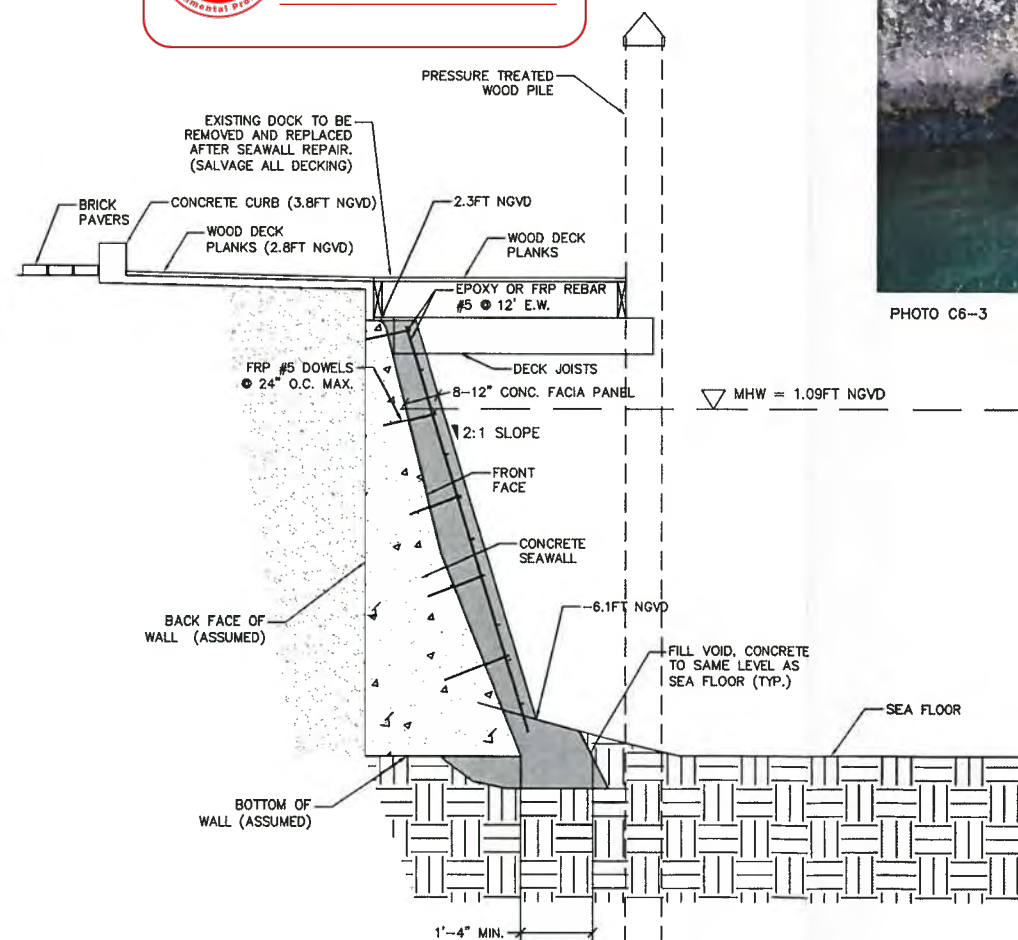 mental Pro
PRESSURE TREATED
WOOD PILE
EXISTING DOCK TO BE
REMOVED AND REPLACED
AFTER SEAWALL REPAIR.
(SALVAGE ALL DECKING)
BRICK
PAVERS
CONCRETE CURB (3.8FT NGVD)
2.3FT NGVD
WOOD DECK
PLANKS (2.8FT NGVD)
WOOD DECK
PLANKS
EPOXY OR FRP REBAR
#5 @ 12' E.W.
PHOTO C6-3
DECK JOISTS
FRP #5 DOWELS
@ 24" O.C. MAX.
8-12" CONC. FACIA PANEL
MHW = 1.09FT NGVD
2:1 SLOPE
FRONT
FACE
CONCRETE
SEAWALL
-6.1FT NGVD
BACK FACE OF
WALL (ASSUMED)
FILL VOID, CONCRETE
TO SAME LEVEL AS
SEA FLOOR (TYP.)
SEA FLOOR
BOTTOM OF
WALL (ASSUMED)
1'-4" MIN.